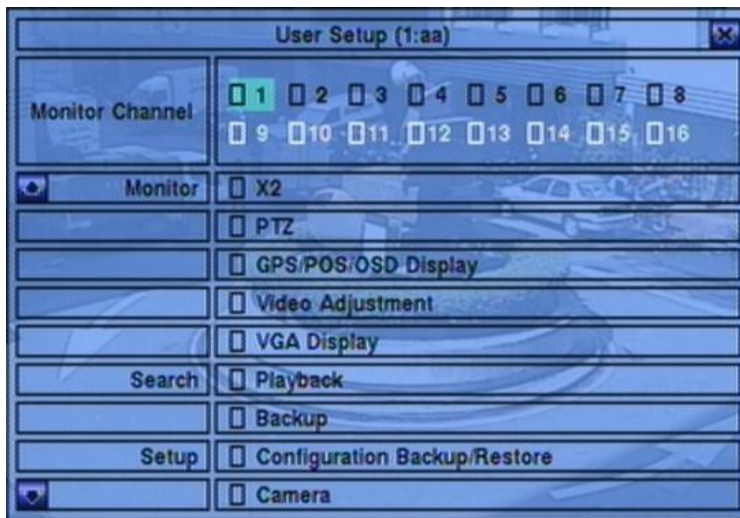 User Setup (1:aa)
Monitor Channel
1 2 3 4 5 6 7 8
9 10 11 12 13 14 15 16
Monitor X2
PTZ
GPS/POS/OSD Display
Video Adjustment
VGA Display
Search Playback
Backup
Setup Configuration Backup/Restore
Camera